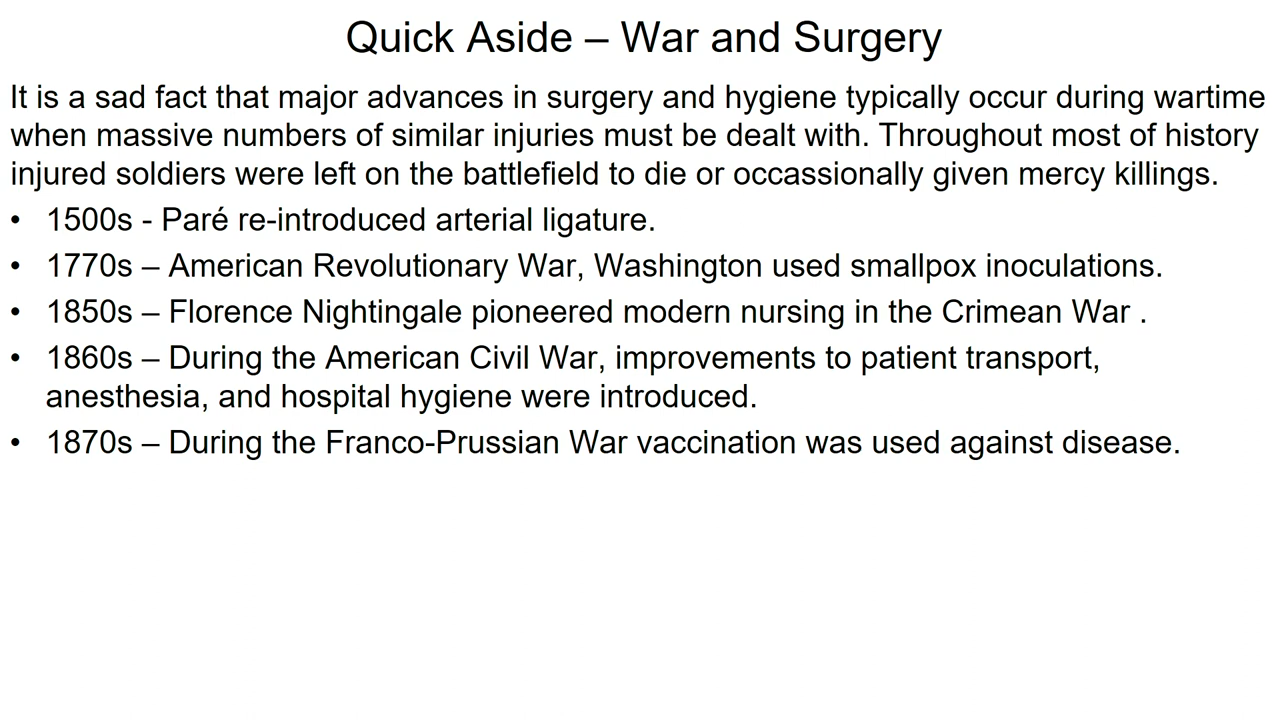 Quick Aside – War and Surgery
It is a sad fact that major advances in surgery and hygiene typically occur during wartime
when massive numbers of similar injuries must be dealt with. Throughout most of history
injured soldiers were left on the battlefield to die or occassionally given mercy killings.
• 1500s - Paré re-introduced arterial ligature.
• 1770s – American Revolutionary War, Washington used smallpox inoculations.
• 1850s – Florence Nightingale pioneered modern nursing in the Crimean War .
• 1860s – During the American Civil War, improvements to patient transport,
anesthesia, and hospital hygiene were introduced.
• 1870s – During the Franco-Prussian War vaccination was used against disease.